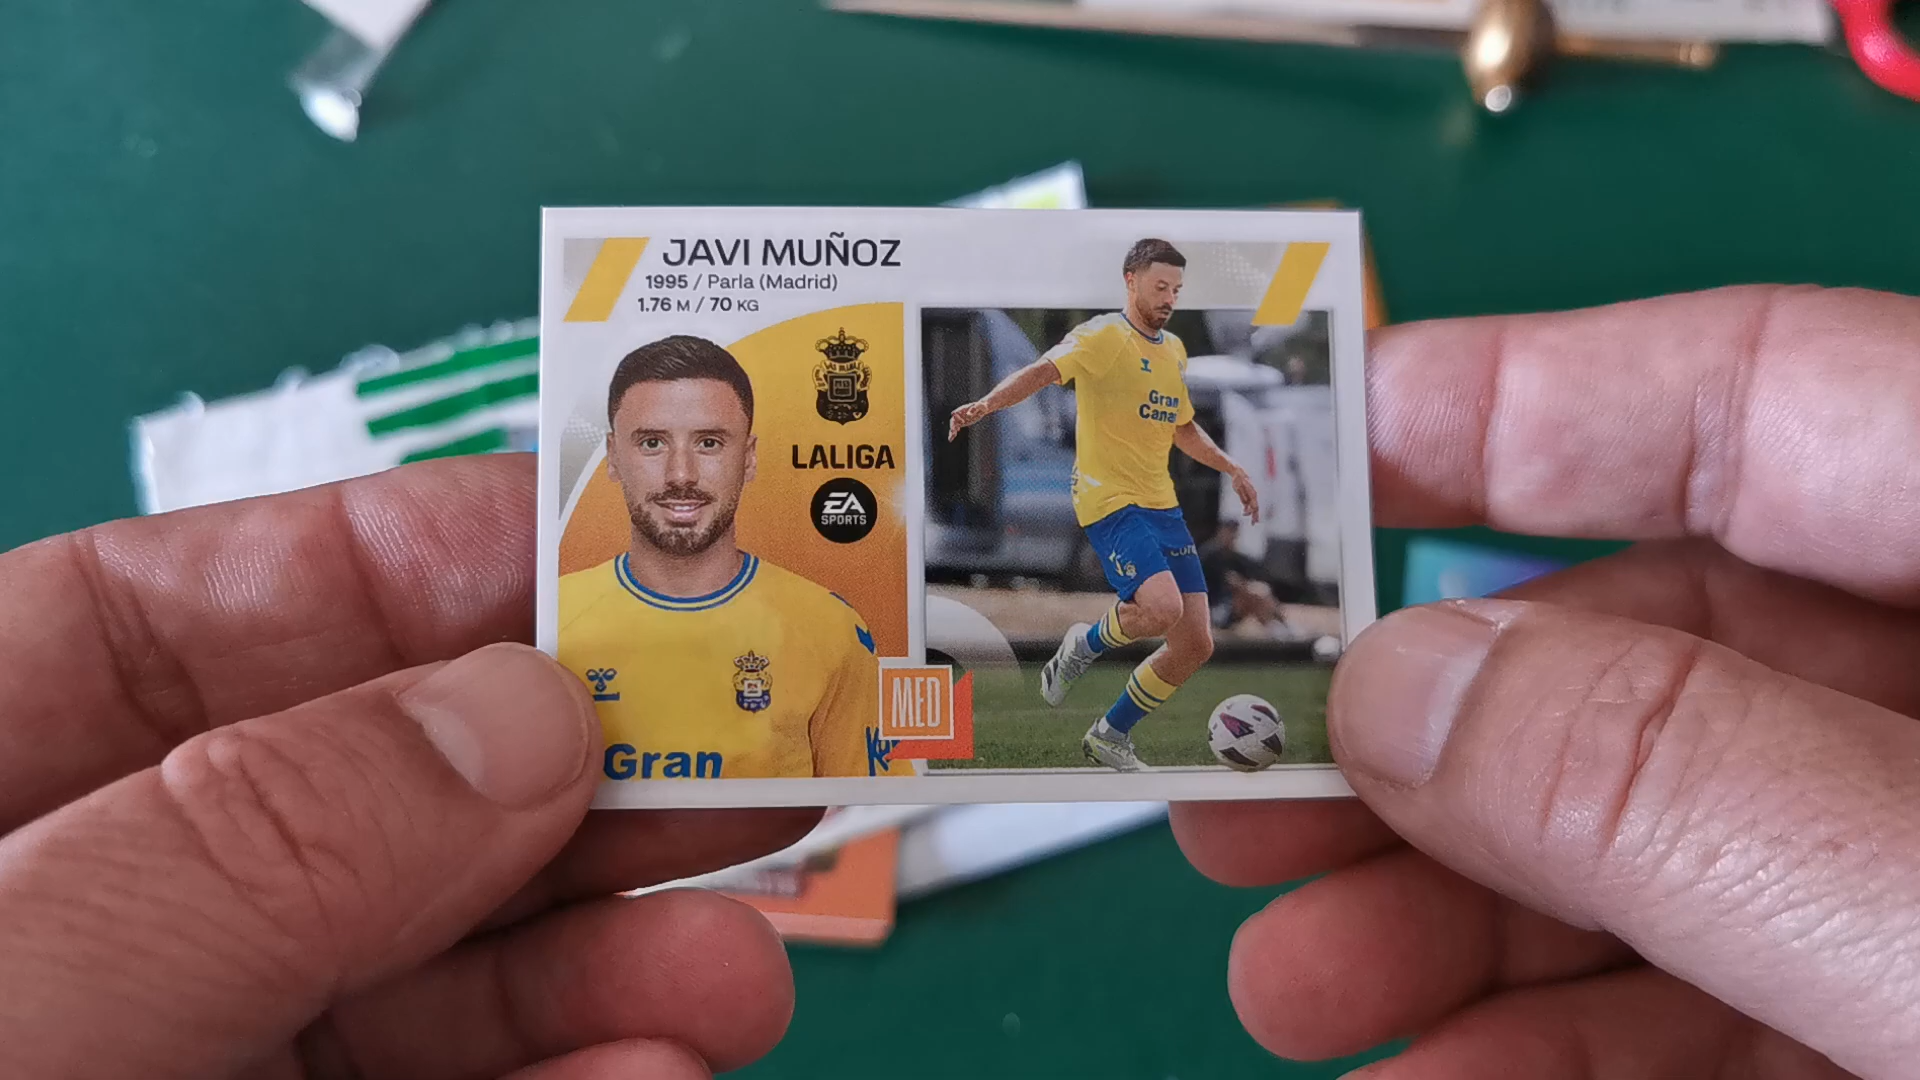 JAVI MUÑOZ
1995 / Parla (Madrid)
1.76 M / 70 KG
LALIGA
EA
SPORTS
Gran
MED
Gran
Cana